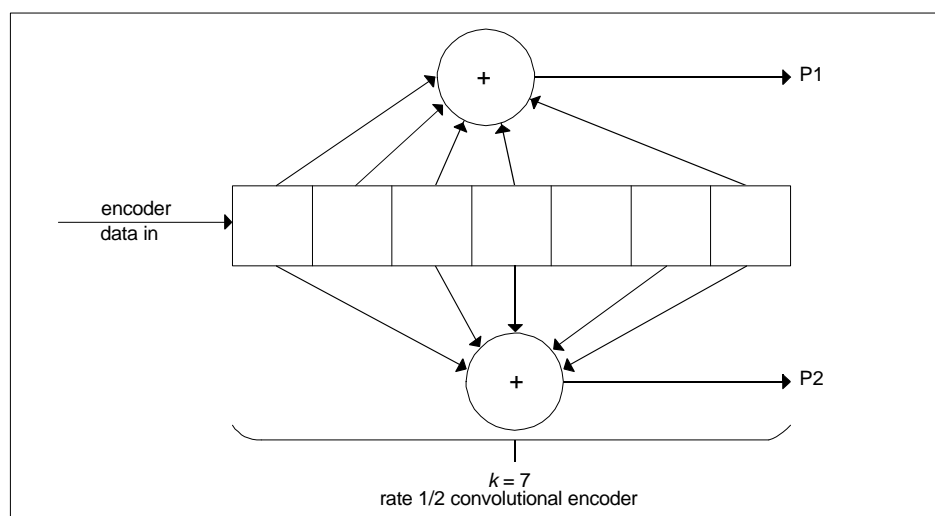 +
P1
encoder
data in
+
P2
k = 7
rate 1/2 convolutional encoder